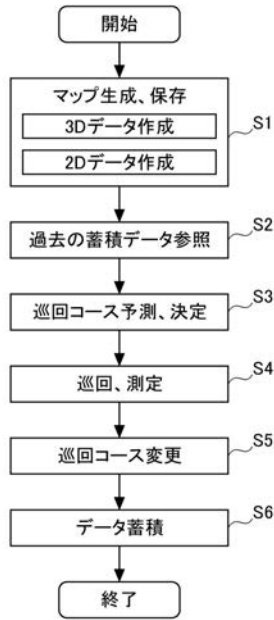 開始
マップ生成、保存
3Dデータ作成
2Dデータ作成
S1
過去の蓄積データ参照
S2
巡回コース予測、決定
S3
巡回、測定
S4
巡回コース変更
S5
データ蓄積
S6
終了